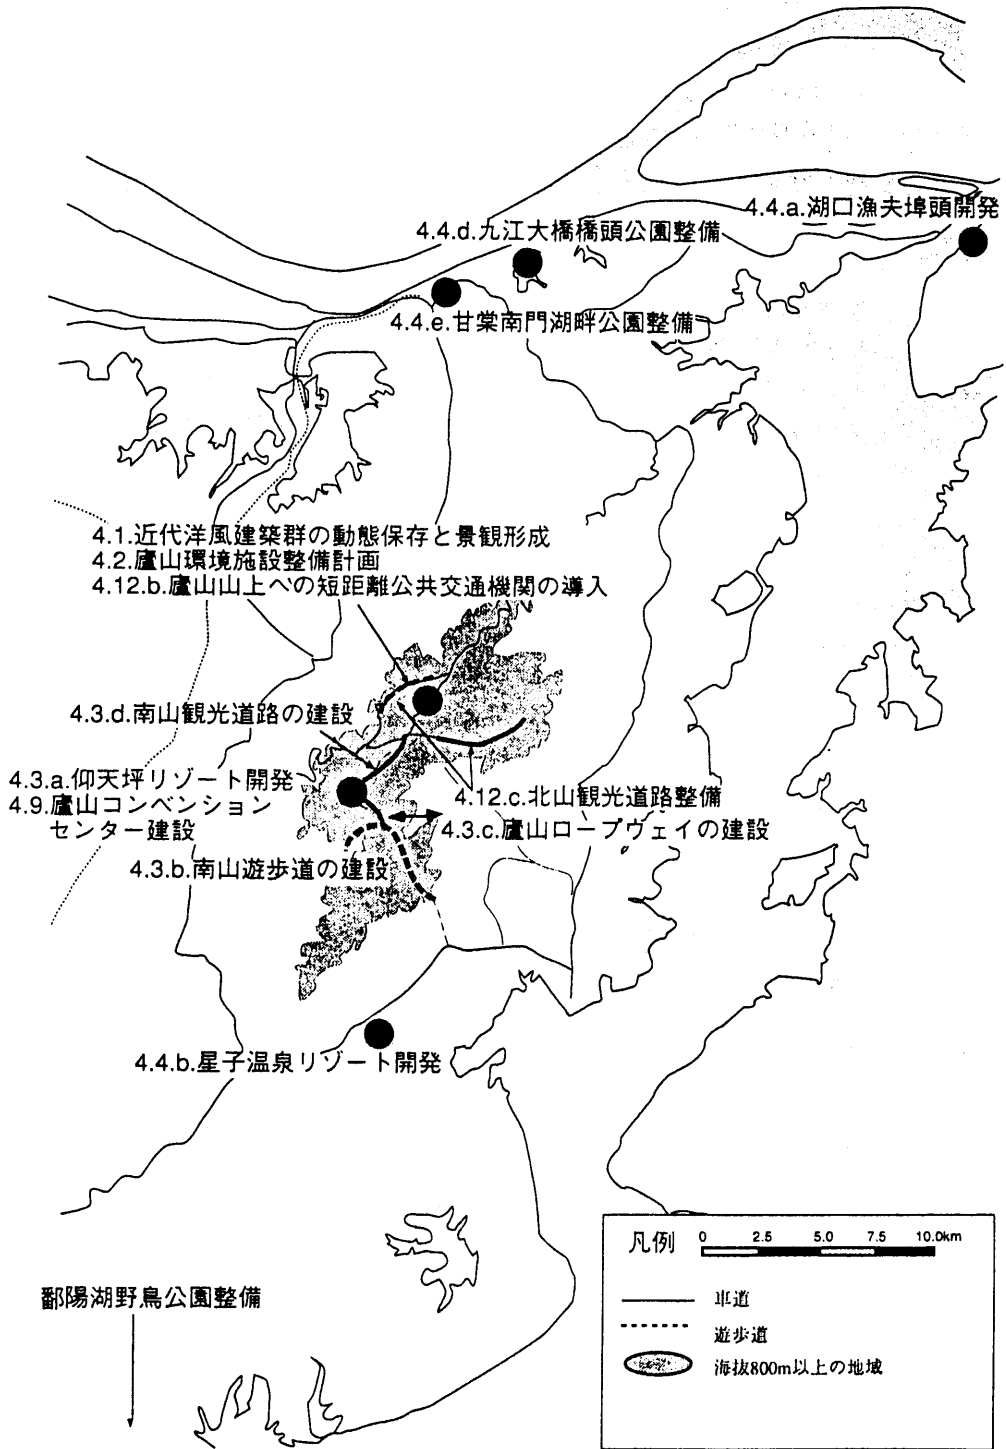 4.4.a.湖口漁夫埠頭開発
4.4.d.九江大橋橋頭公園整備
4.4.e.甘棠南門湖畔公園整備
4.1.近代洋風建築群の動態保存と景観形成
4.2.廬山環境施設整備計画
4.12.b.廬山山上への短距離公共交通機関の導入
4.3.d.南山観光道路の建設
4.3.a.仰天坪リゾート開発
4.9.廬山コンベンション
センター建設
4.12.c.北山観光道路整備
4.3.c.廬山ロープウェイの建設
4.3.b.南山遊歩道の建設
4.4.b.星子温泉リゾート開発
鄱陽湖野鳥公園整備
凡例 0 2.5 5.0 7.5 10.0km
車道
遊歩道
海抜800m以上の地域